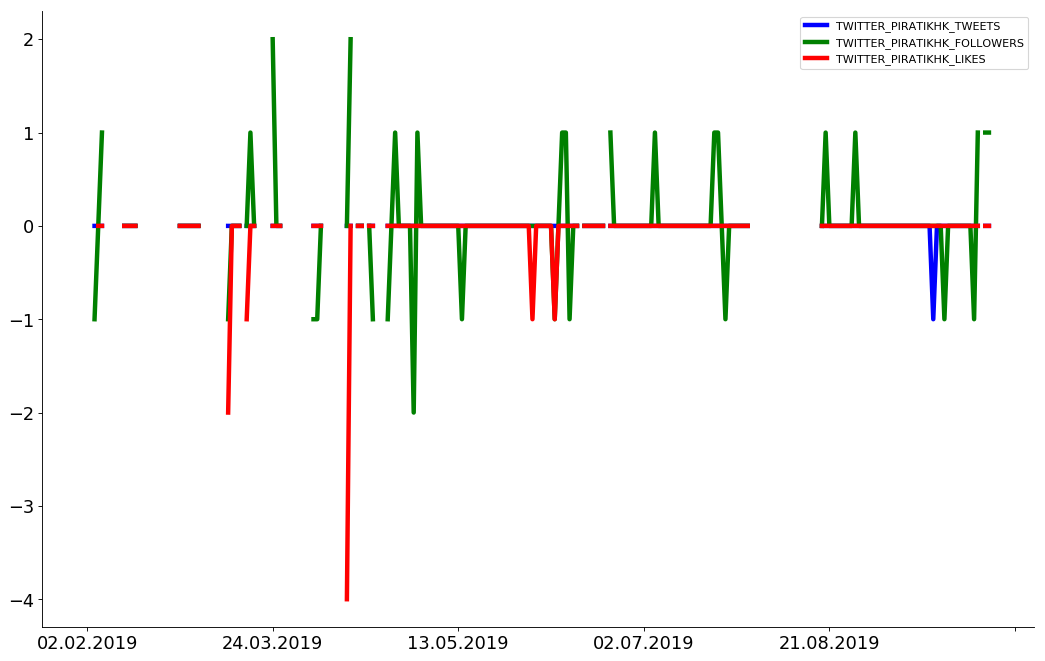 TWITTER_PIRATIKHK_TWEETS
TWITTER_PIRATIKHK_FOLLOWERS
TWITTER_PIRATIKHK_LIKES
2
1
0
−1
−2
−3
−4
02.02.2019 24.03.2019 13.05.2019 02.07.2019 21.08.2019